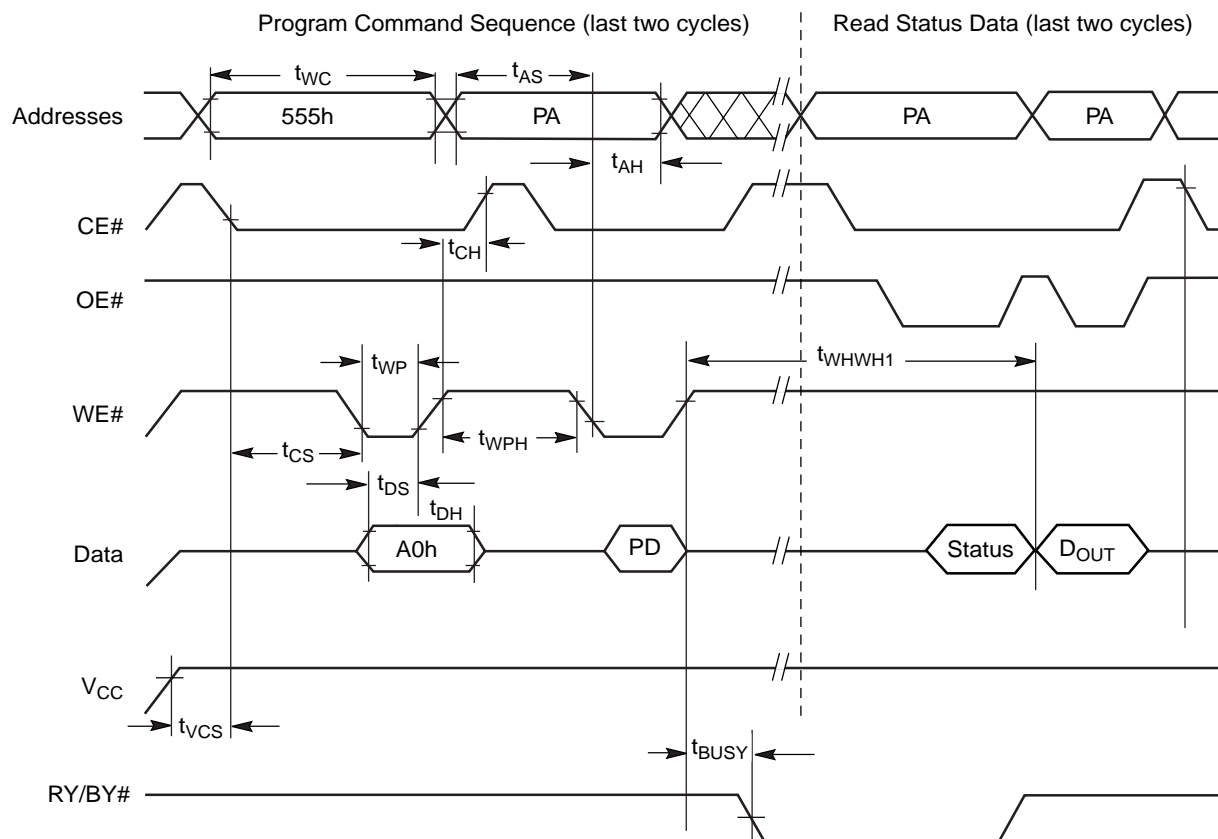 Program Command Sequence (last two cycles)
Read Status Data (last two cycles)
tWC
tAS
Addresses
555h
PA
PA
PA
tAH
CE#
tCH
OE#
tWP
tWHWH1
WE#
tCS
tWPH
tDS
tDH
Data
A0h
PD
Status
DOUT
VCC
tVCS
tBUSY
RY/BY#